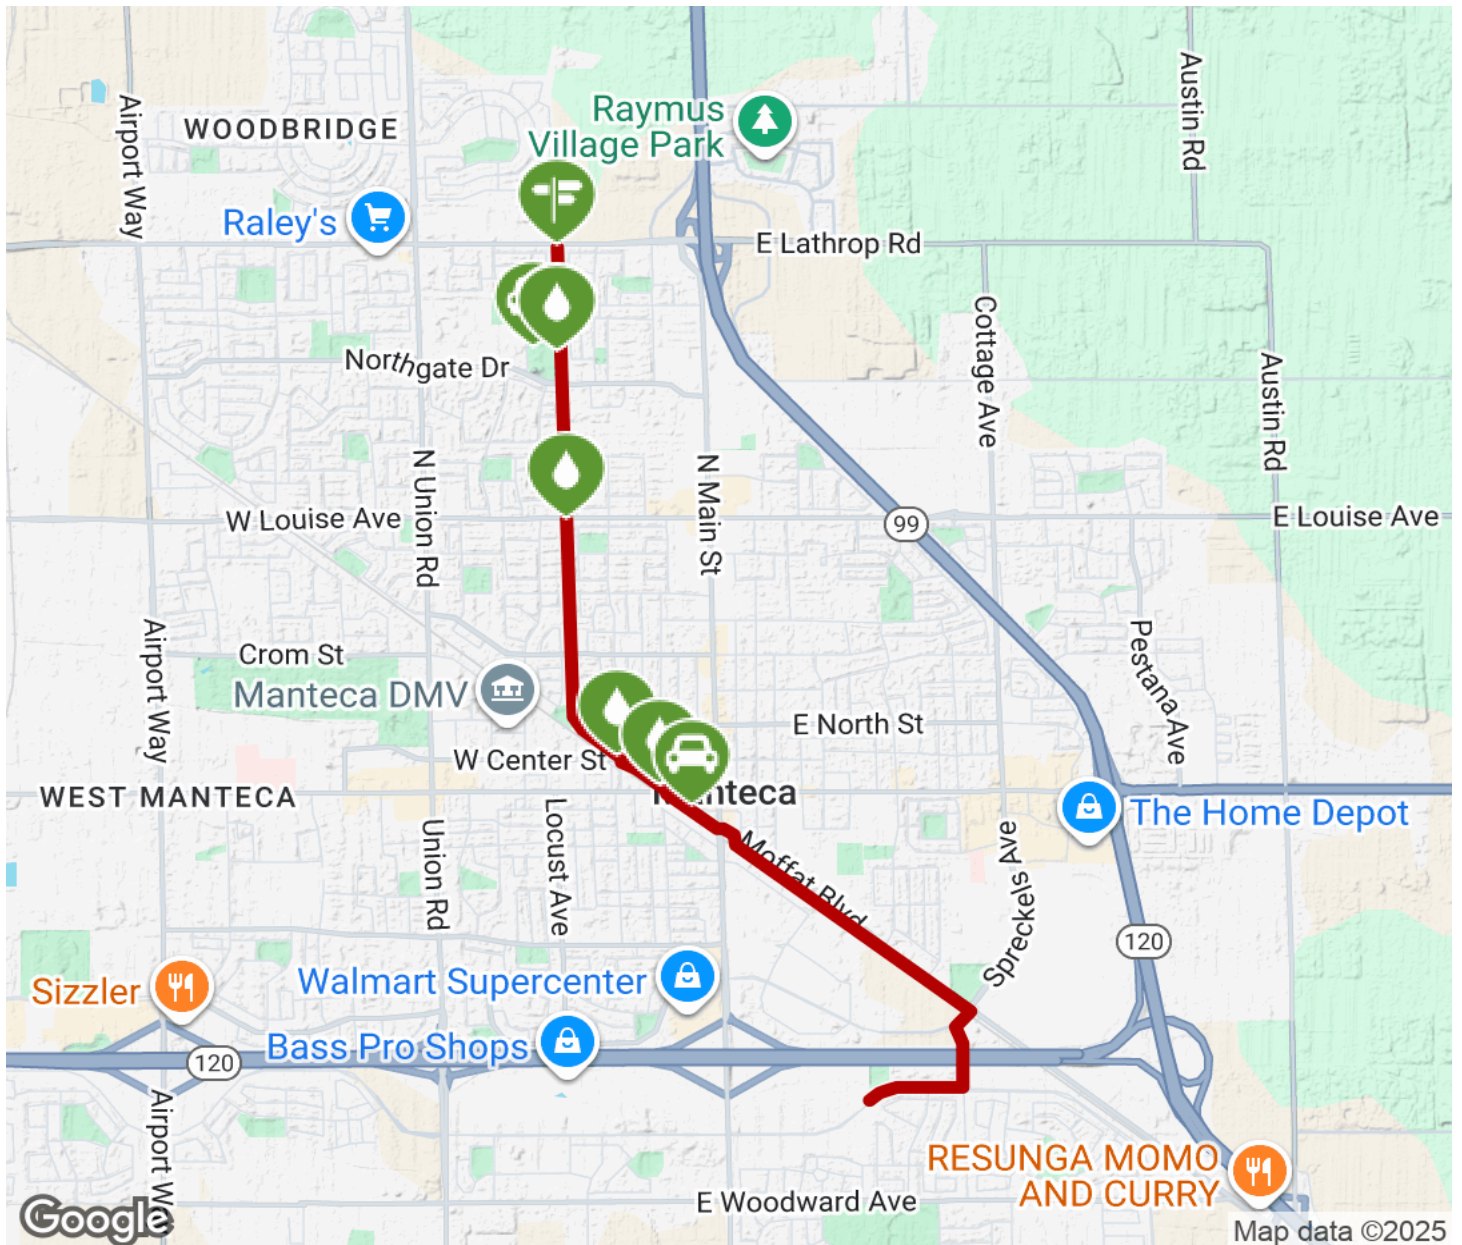 Austin Rd
Airport Way
WOODBRIDGE
Raymus
Village Park
Raley's
E Lathrop Rd
Cottage Ave
Northgate Dr
Austin Rd
N Union Rd
N Main St
W Louise Ave
99
E Louise Ave
Airport Way
Crom St
Pestana Ave
Manteca DMV
E North St
W Center St
WEST MANTECA
Manteca
The Home Depot
Locust Ave
Union Rd
Moffat Blvd
Spreckels Ave
120
Sizzler
Walmart Supercenter
Bass Pro Shops
120
Airport Way
RESUNGA MOMO
AND CURRY
E Woodward Ave
Google
Map data ©2025